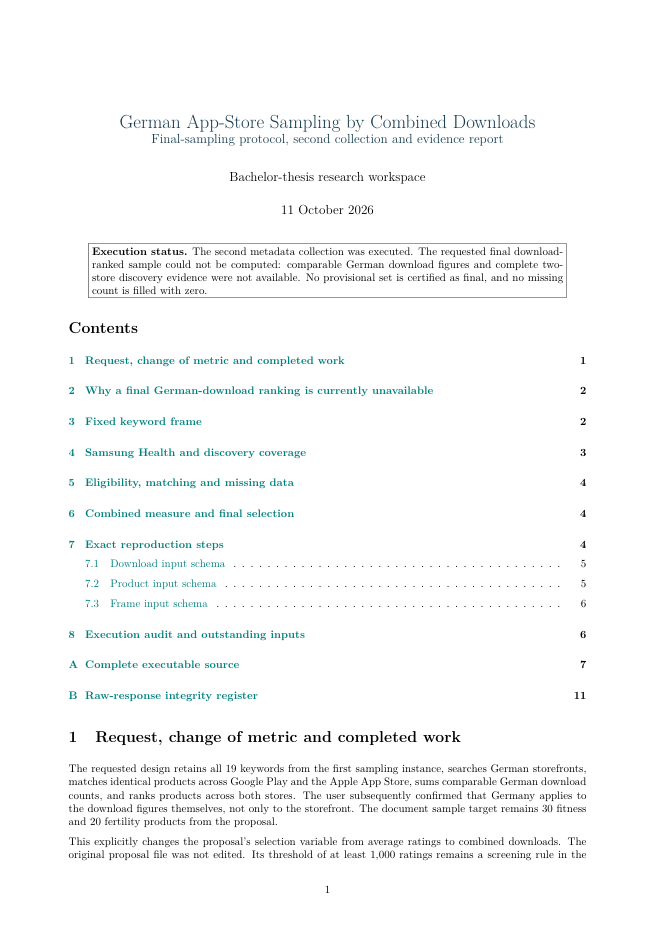 German App-Store Sampling by Combined Downloads
Final-sampling protocol, second collection and evidence report
Bachelor-thesis research workspace
11 October 2026
Execution status. The second metadata collection was executed. The requested final download-
ranked sample could not be computed: comparable German download figures and complete two-
store discovery evidence were not available. No provisional set is certified as final, and no missing
count is filled with zero.
Contents
1 Request, change of metric and completed work 1
2 Why a final German-download ranking is currently unavailable 2
3 Fixed keyword frame 2
4 Samsung Health and discovery coverage 3
5 Eligibility, matching and missing data 4
6 Combined measure and final selection 4
7 Exact reproduction steps 4
7.1 Download input schema . . . . . . . . . . . . . . . . . . . . . . . . . . . . . . . . . . . . . 5
7.2 Product input schema . . . . . . . . . . . . . . . . . . . . . . . . . . . . . . . . . . . . . . 5
7.3 Frame input schema . . . . . . . . . . . . . . . . . . . . . . . . . . . . . . . . . . . . . . . 6
8 Execution audit and outstanding inputs 6
A Complete executable source 7
B Raw-response integrity register 11
1 Request, change of metric and completed work
The requested design retains all 19 keywords from the first sampling instance, searches German storefronts,
matches identical products across Google Play and the Apple App Store, sums comparable German download
counts, and ranks products across both stores. The user subsequently confirmed that Germany applies to
the download figures themselves, not only to the storefront. The document sample target remains 30 fitness
and 20 fertility products from the proposal.
This explicitly changes the proposal's selection variable from average ratings to combined downloads. The
original proposal file was not edited. Its threshold of at least 1,000 ratings remains a screening rule in the
1